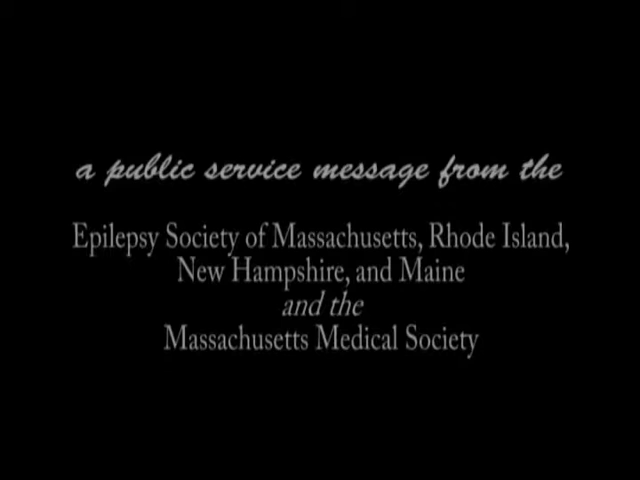 a public service message from the
Epilepsy Society of Massachusetts, Rhode Island,
New Hampshire, and Maine
and the
Massachusetts Medical Society